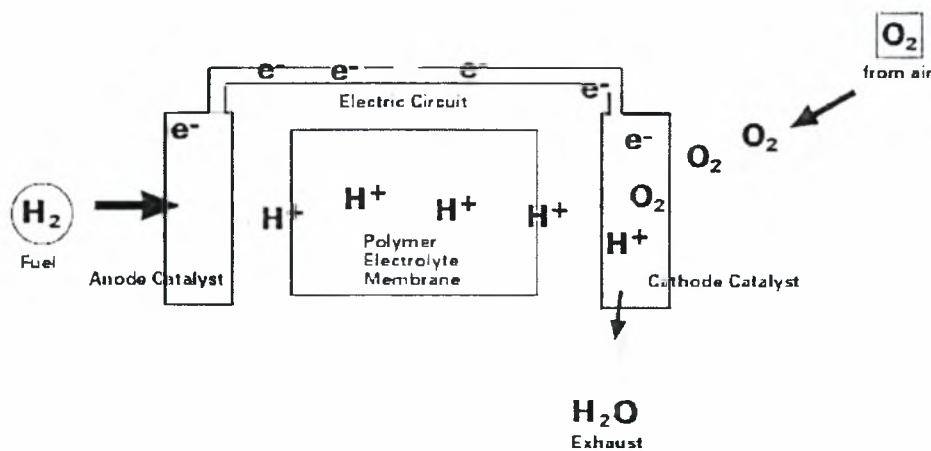 O₂
from air
e⁻ e⁻ e⁻
e⁻
Electric Circuit
e⁻
e⁻
O₂
O₂
H₂
Fuel
H⁺
H⁺
H⁺
H⁺
O₂
H⁺
Polymer
Electrolyte
Membrane
Anode Catalyst
Cathode Catalyst
H₂O
Exhaust